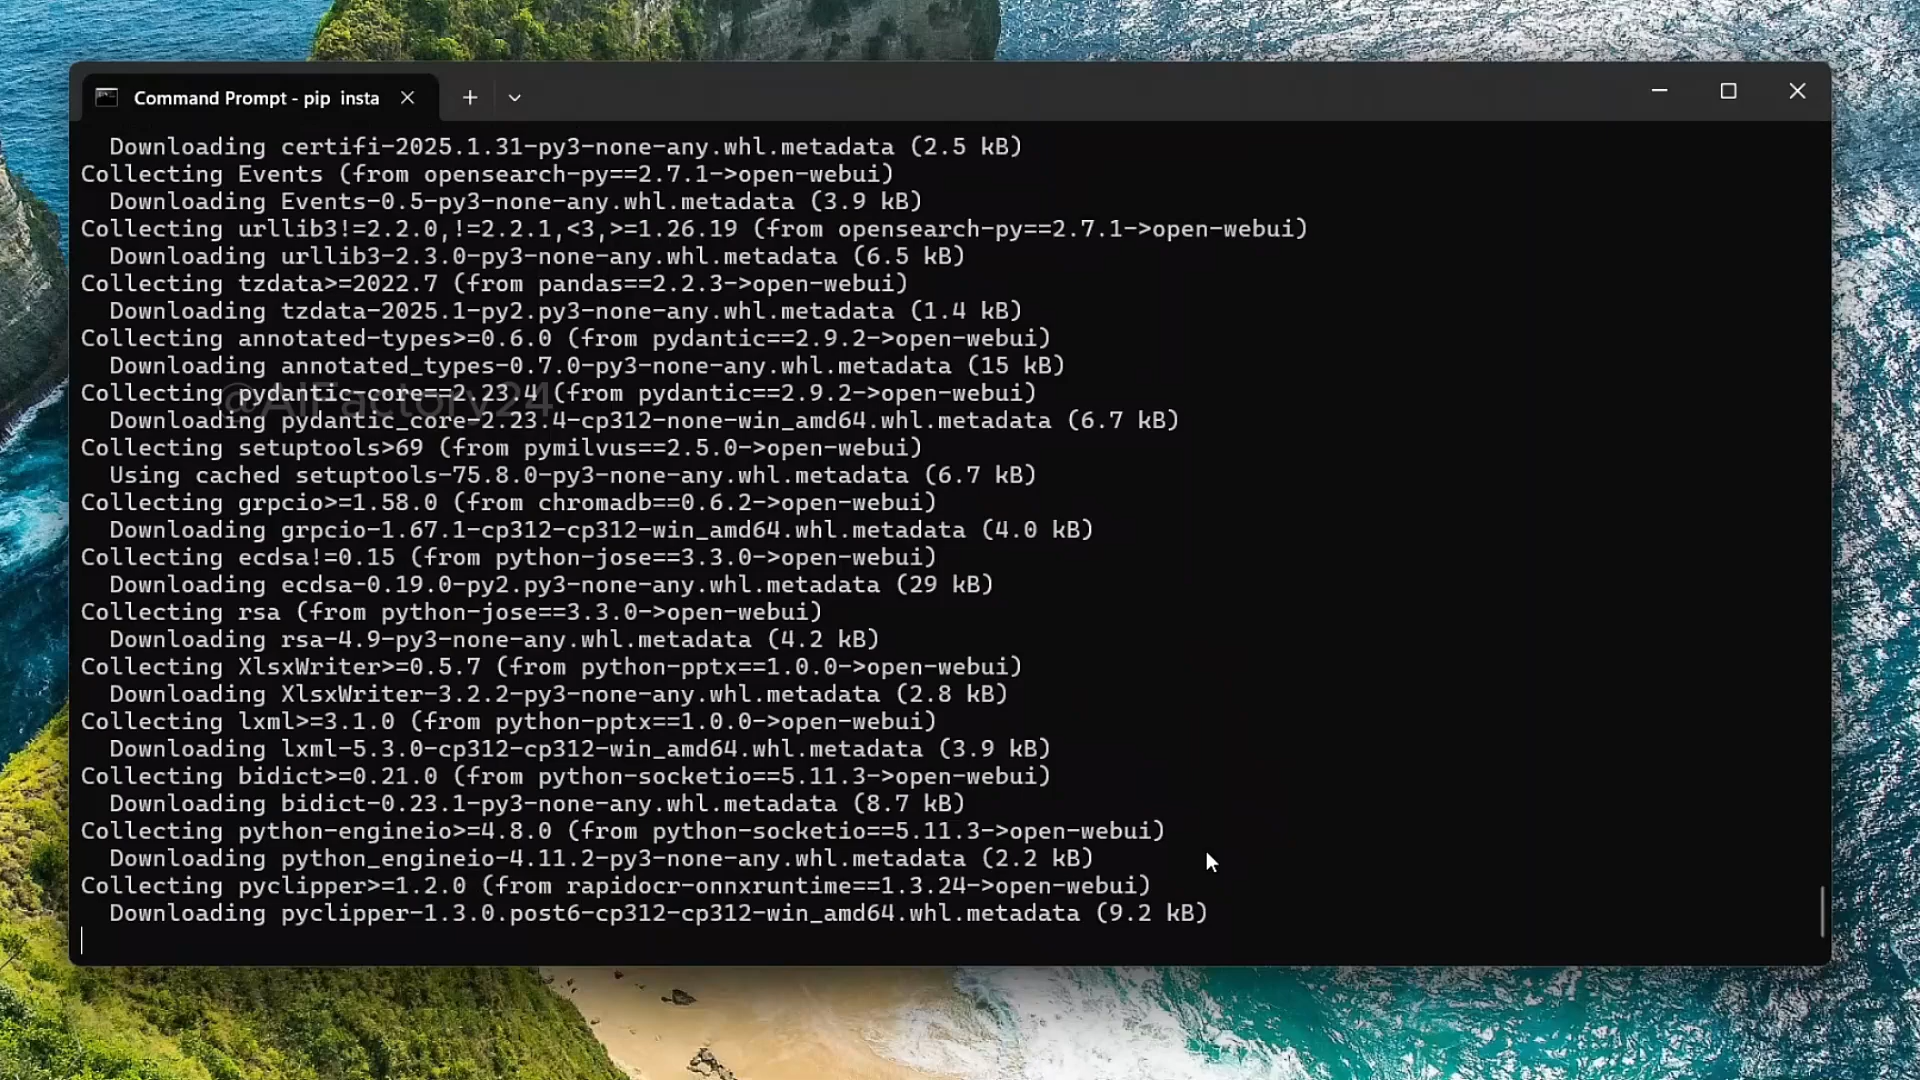 Command Prompt - pip  insta
Downloading certifi-2025.1.31-py3-none-any.whl.metadata (2.5 kB)
Collecting Events (from opensearch-py==2.7.1->open-webui)
Downloading Events-0.5-py3-none-any.whl.metadata (3.9 kB)
Collecting urllib3!=2.2.0,!=2.2.1,<3,>=1.26.19 (from opensearch-py==2.7.1->open-webui)
Downloading urllib3-2.3.0-py3-none-any.whl.metadata (6.5 kB)
Collecting tzdata>=2022.7 (from pandas==2.2.3->open-webui)
Downloading tzdata-2025.1-py2.py3-none-any.whl.metadata (1.4 kB)
Collecting annotated-types>=0.6.0 (from pydantic==2.9.2->open-webui)
Downloading annotated_types-0.7.0-py3-none-any.whl.metadata (15 kB)
Collecting pydantic-core==2.23.4 (from pydantic==2.9.2->open-webui)
@AiFactory24
Downloading pydantic_core-2.23.4-cp312-none-win_amd64.whl.metadata (6.7 kB)
Collecting setuptools>69 (from pymilvus==2.5.0->open-webui)
Using cached setuptools-75.8.0-py3-none-any.whl.metadata (6.7 kB)
Collecting grpcio>=1.58.0 (from chromadb==0.6.2->open-webui)
Downloading grpcio-1.67.1-cp312-cp312-win_amd64.whl.metadata (4.0 kB)
Collecting ecdsa!=0.15 (from python-jose==3.3.0->open-webui)
Downloading ecdsa-0.19.0-py2.py3-none-any.whl.metadata (29 kB)
Collecting rsa (from python-jose==3.3.0->open-webui)
Downloading rsa-4.9-py3-none-any.whl.metadata (4.2 kB)
Collecting XlsxWriter>=0.5.7 (from python-pptx==1.0.0->open-webui)
Downloading XlsxWriter-3.2.2-py3-none-any.whl.metadata (2.8 kB)
Collecting lxml>=3.1.0 (from python-pptx==1.0.0->open-webui)
Downloading lxml-5.3.0-cp312-cp312-win_amd64.whl.metadata (3.9 kB)
Collecting bidict>=0.21.0 (from python-socketio==5.11.3->open-webui)
Downloading bidict-0.23.1-py3-none-any.whl.metadata (8.7 kB)
Collecting python-engineio>=4.8.0 (from python-socketio==5.11.3->open-webui)
Downloading python_engineio-4.11.2-py3-none-any.whl.metadata (2.2 kB)
Collecting pyclipper>=1.2.0 (from rapidocr-onnxruntime==1.3.24->open-webui)
Downloading pyclipper-1.3.0.post6-cp312-cp312-win_amd64.whl.metadata (9.2 kB)